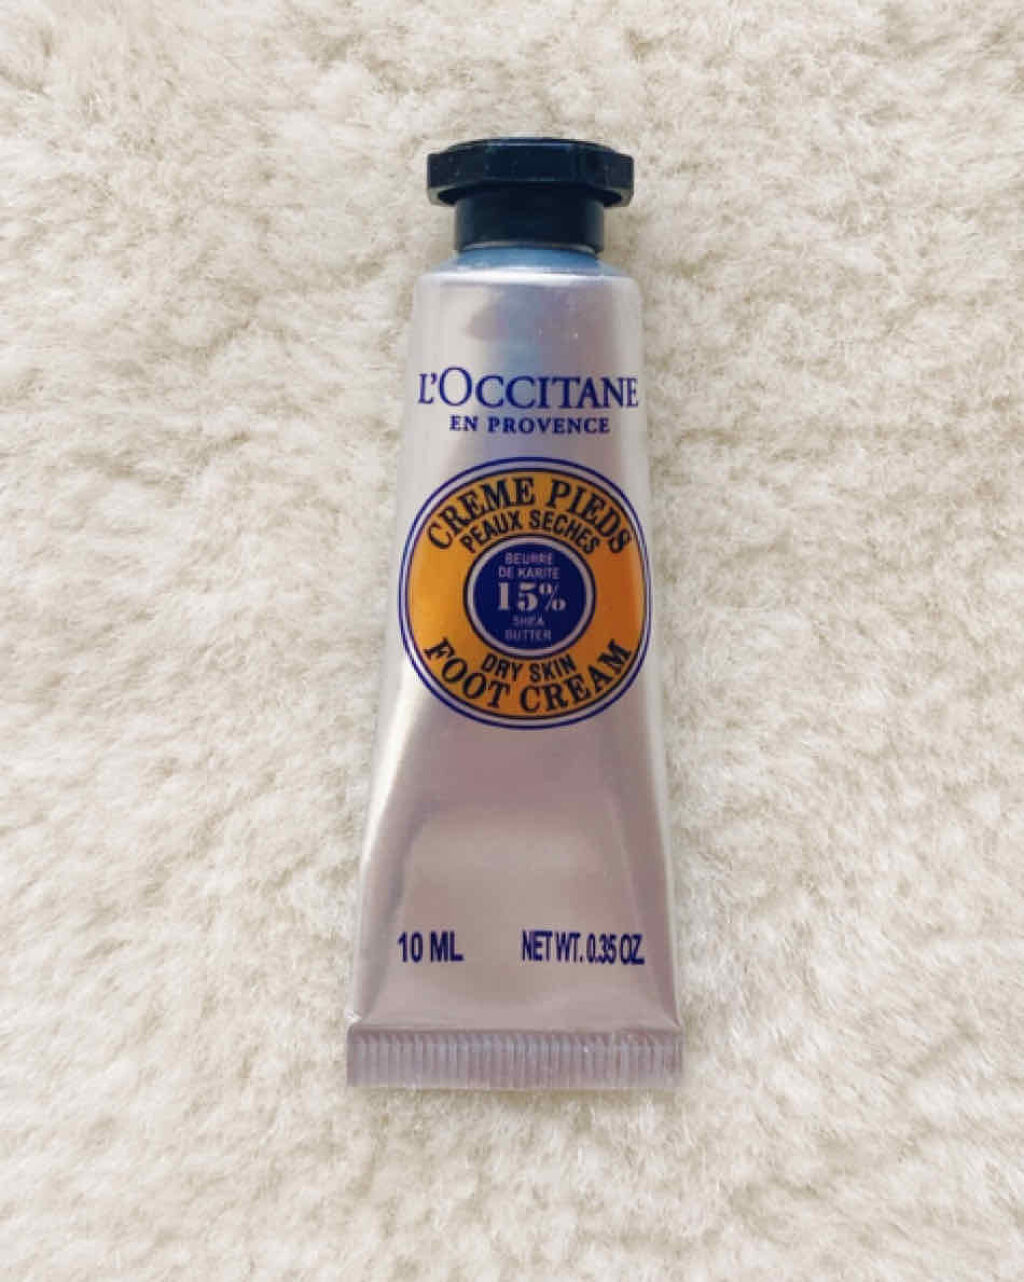 L'OCCITANE
EN PROVENCE
CREME PIEDS
PEAUX SECHES
BEURRE
DE KARITE
15%
SHEA
BUTTER
DRY SKIN
FOOT CREAM
10 ML NET WT. 0.35 OZ.